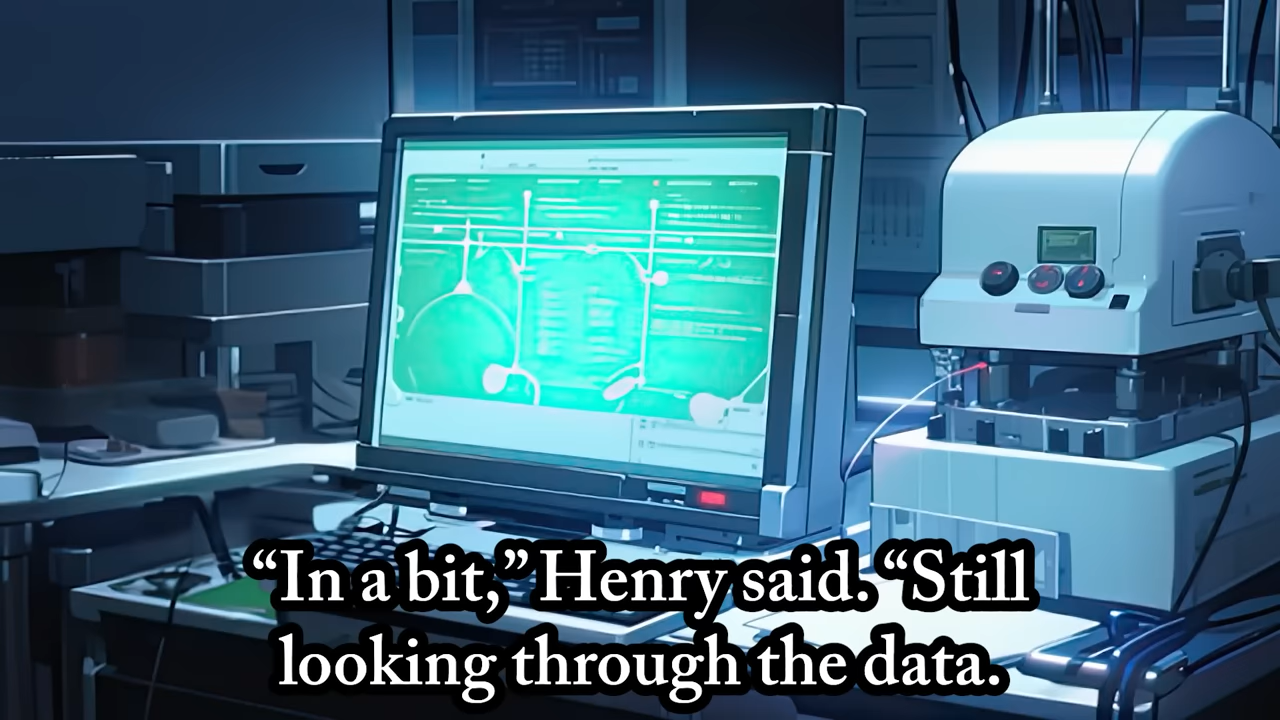 “In a bit,” Henry said. “Still
looking through the data.